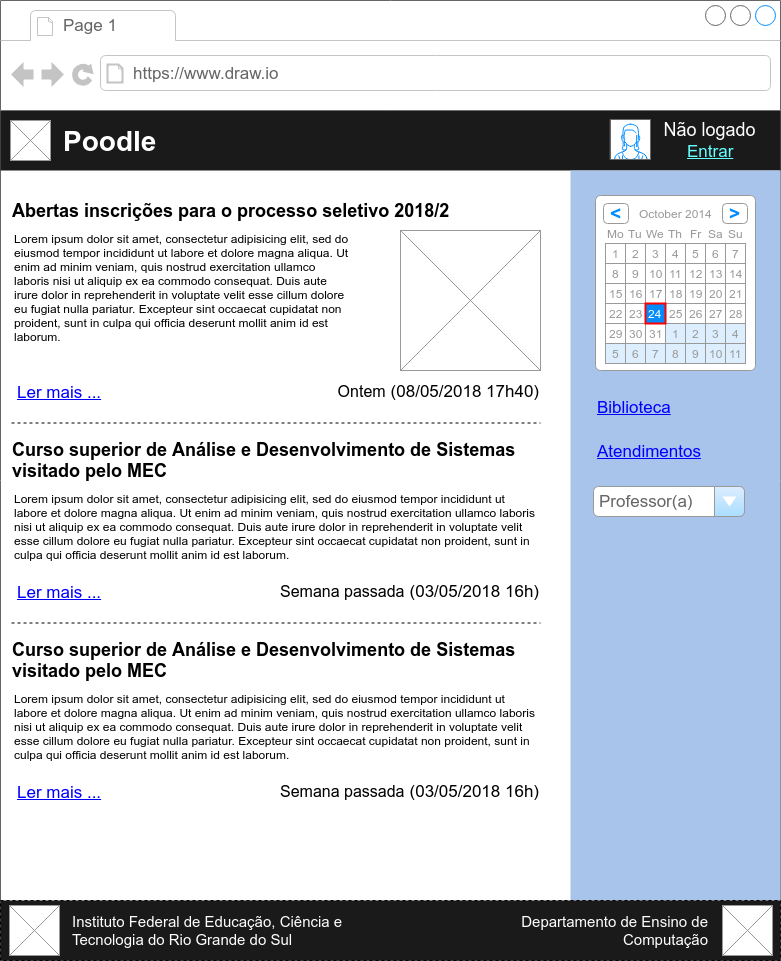 Page 1
https://www.draw.io
Poodle
Não logado
Entrar
Abertas inscrições para o processo seletivo 2018/2
Lorem ipsum dolor sit amet, consectetur adipisicing elit, sed do
eiusmod tempor incididunt ut labore et dolore magna aliqua. Ut
enim ad minim veniam, quis nostrud exercitation ullamco
laboris nisi ut aliquip ex ea commodo consequat. Duis aute
irure dolor in reprehenderit in voluptate velit esse cillum dolore
eu fugiat nulla pariatur. Excepteur sint occaecat cupidatat non
proident, sunt in culpa qui officia deserunt mollit anim id est
laborum.
Ler mais ...
Ontem (08/05/2018 17h40)
Curso superior de Análise e Desenvolvimento de Sistemas
visitado pelo MEC
Lorem ipsum dolor sit amet, consectetur adipisicing elit, sed do eiusmod tempor incididunt ut
labore et dolore magna aliqua. Ut enim ad minim veniam, quis nostrud exercitation ullamco laboris
nisi ut aliquip ex ea commodo consequat. Duis aute irure dolor in reprehenderit in voluptate velit
esse cillum dolore eu fugiat nulla pariatur. Excepteur sint occaecat cupidatat non proident, sunt in
culpa qui officia deserunt mollit anim id est laborum.
Ler mais ...
Semana passada (03/05/2018 16h)
Curso superior de Análise e Desenvolvimento de Sistemas
visitado pelo MEC
Lorem ipsum dolor sit amet, consectetur adipisicing elit, sed do eiusmod tempor incididunt ut
labore et dolore magna aliqua. Ut enim ad minim veniam, quis nostrud exercitation ullamco laboris
nisi ut aliquip ex ea commodo consequat. Duis aute irure dolor in reprehenderit in voluptate velit
esse cillum dolore eu fugiat nulla pariatur. Excepteur sint occaecat cupidatat non proident, sunt in
culpa qui officia deserunt mollit anim id est laborum.
Ler mais ...
Semana passada (03/05/2018 16h)
< October 2014 >
Mo Tu We Th Fr Sa Su
1 2 3 4 5 6 7
8 9 10 11 12 13 14
15 16 17 18 19 20 21
22 23 24 25 26 27 28
29 30 31 1 2 3 4
5 6 7 8 9 10 11
Biblioteca
Atendimentos
Professor(a)
Instituto Federal de Educação, Ciência e
Tecnologia do Rio Grande do Sul
Departamento de Ensino de
Computação